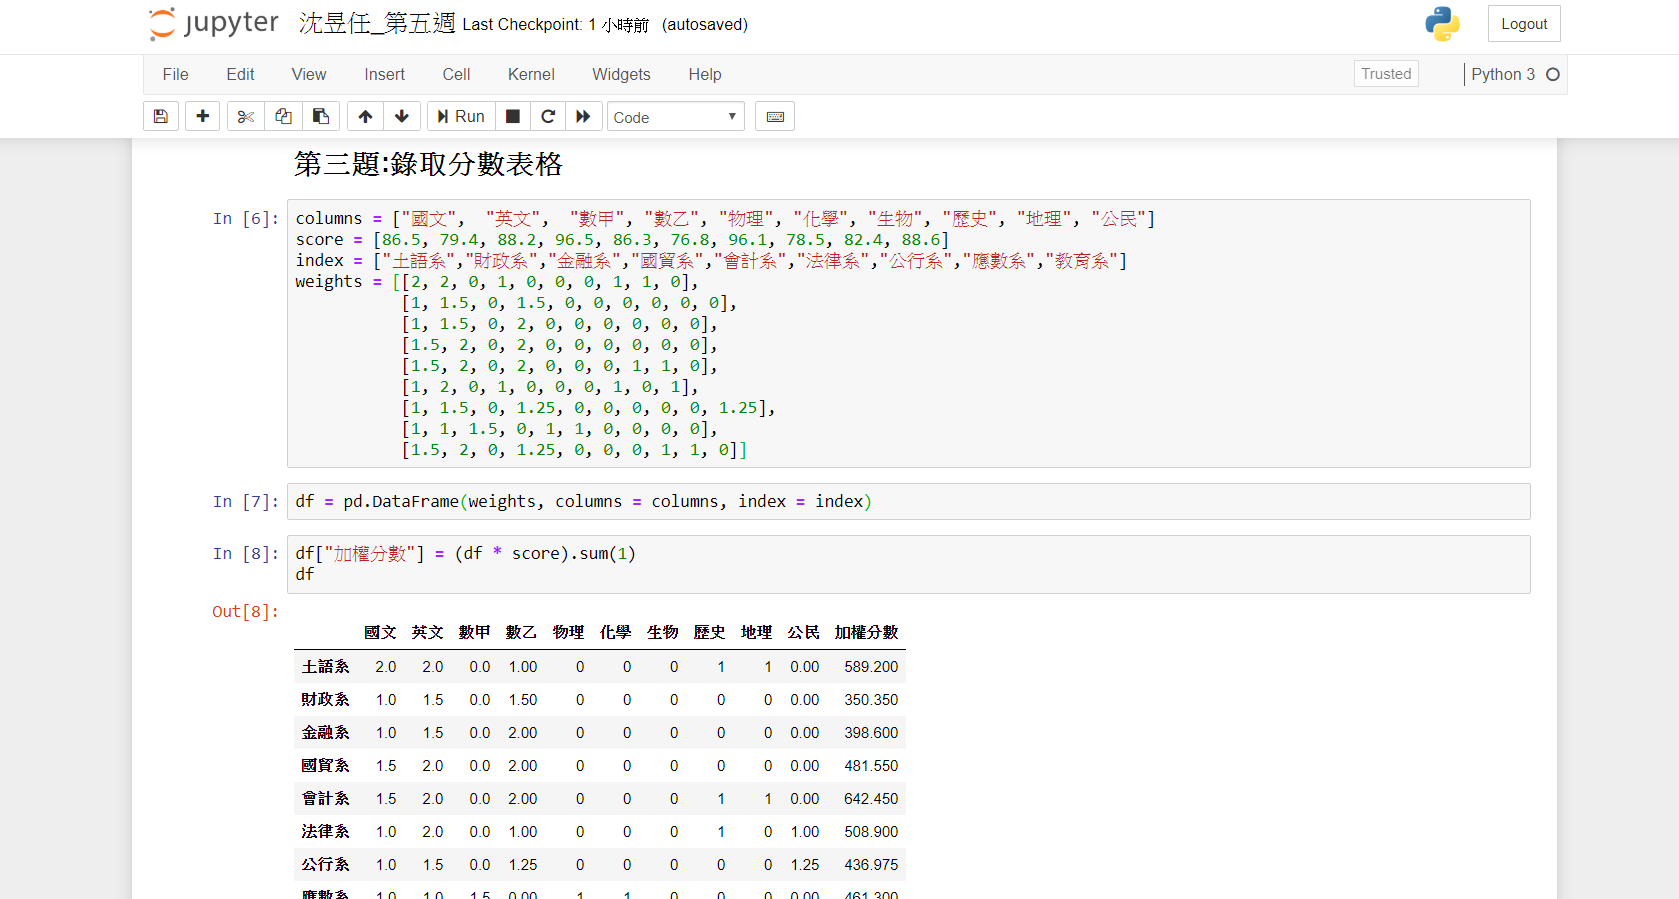 jupyter 沈昱任_第五週 Last Checkpoint: 1 小時前 (autosaved) Logout
File Edit View Insert Cell Kernel Widgets Help Trusted Python 3
Run Code
第三題:錄取分數表格
In [6]: columns = ["國文", "英文", "數甲", "數乙", "物理", "化學", "生物", "歷史", "地理", "公民"]
score = [86.5, 79.4, 88.2, 96.5, 86.3, 76.8, 96.1, 78.5, 82.4, 88.6]
index = ["土語系","財政系","金融系","國貿系","會計系","法律系","公行系","應數系","教育系"]
weights = [[2, 2, 0, 1, 0, 0, 0, 1, 1, 0],
[1, 1.5, 0, 1.5, 0, 0, 0, 0, 0, 0],
[1, 1.5, 0, 2, 0, 0, 0, 0, 0, 0],
[1.5, 2, 0, 2, 0, 0, 0, 0, 0, 0],
[1.5, 2, 0, 2, 0, 0, 0, 1, 1, 0],
[1, 2, 0, 1, 0, 0, 0, 1, 0, 1],
[1, 1.5, 0, 1.25, 0, 0, 0, 0, 0, 1.25],
[1, 1, 1.5, 0, 1, 1, 0, 0, 0, 0],
[1.5, 2, 0, 1.25, 0, 0, 0, 1, 1, 0]]
In [7]: df = pd.DataFrame(weights, columns = columns, index = index)
In [8]: df["加權分數"] = (df * score).sum(1)
df
Out[8]:
國文 英文 數甲 數乙 物理 化學 生物 歷史 地理 公民 加權分數
土語系 2.0 2.0 0.0 1.00 0 0 0 1 1 0.00 589.200
財政系 1.0 1.5 0.0 1.50 0 0 0 0 0 0.00 350.350
金融系 1.0 1.5 0.0 2.00 0 0 0 0 0 0.00 398.600
國貿系 1.5 2.0 0.0 2.00 0 0 0 0 0 0.00 481.550
會計系 1.5 2.0 0.0 2.00 0 0 0 1 1 0.00 642.450
法律系 1.0 2.0 0.0 1.00 0 0 0 1 0 1.00 508.900
公行系 1.0 1.5 0.0 1.25 0 0 0 0 0 1.25 436.975
應數系 1.0 1.0 1.5 0.00 1 1 0 0 0 0.00 461.300